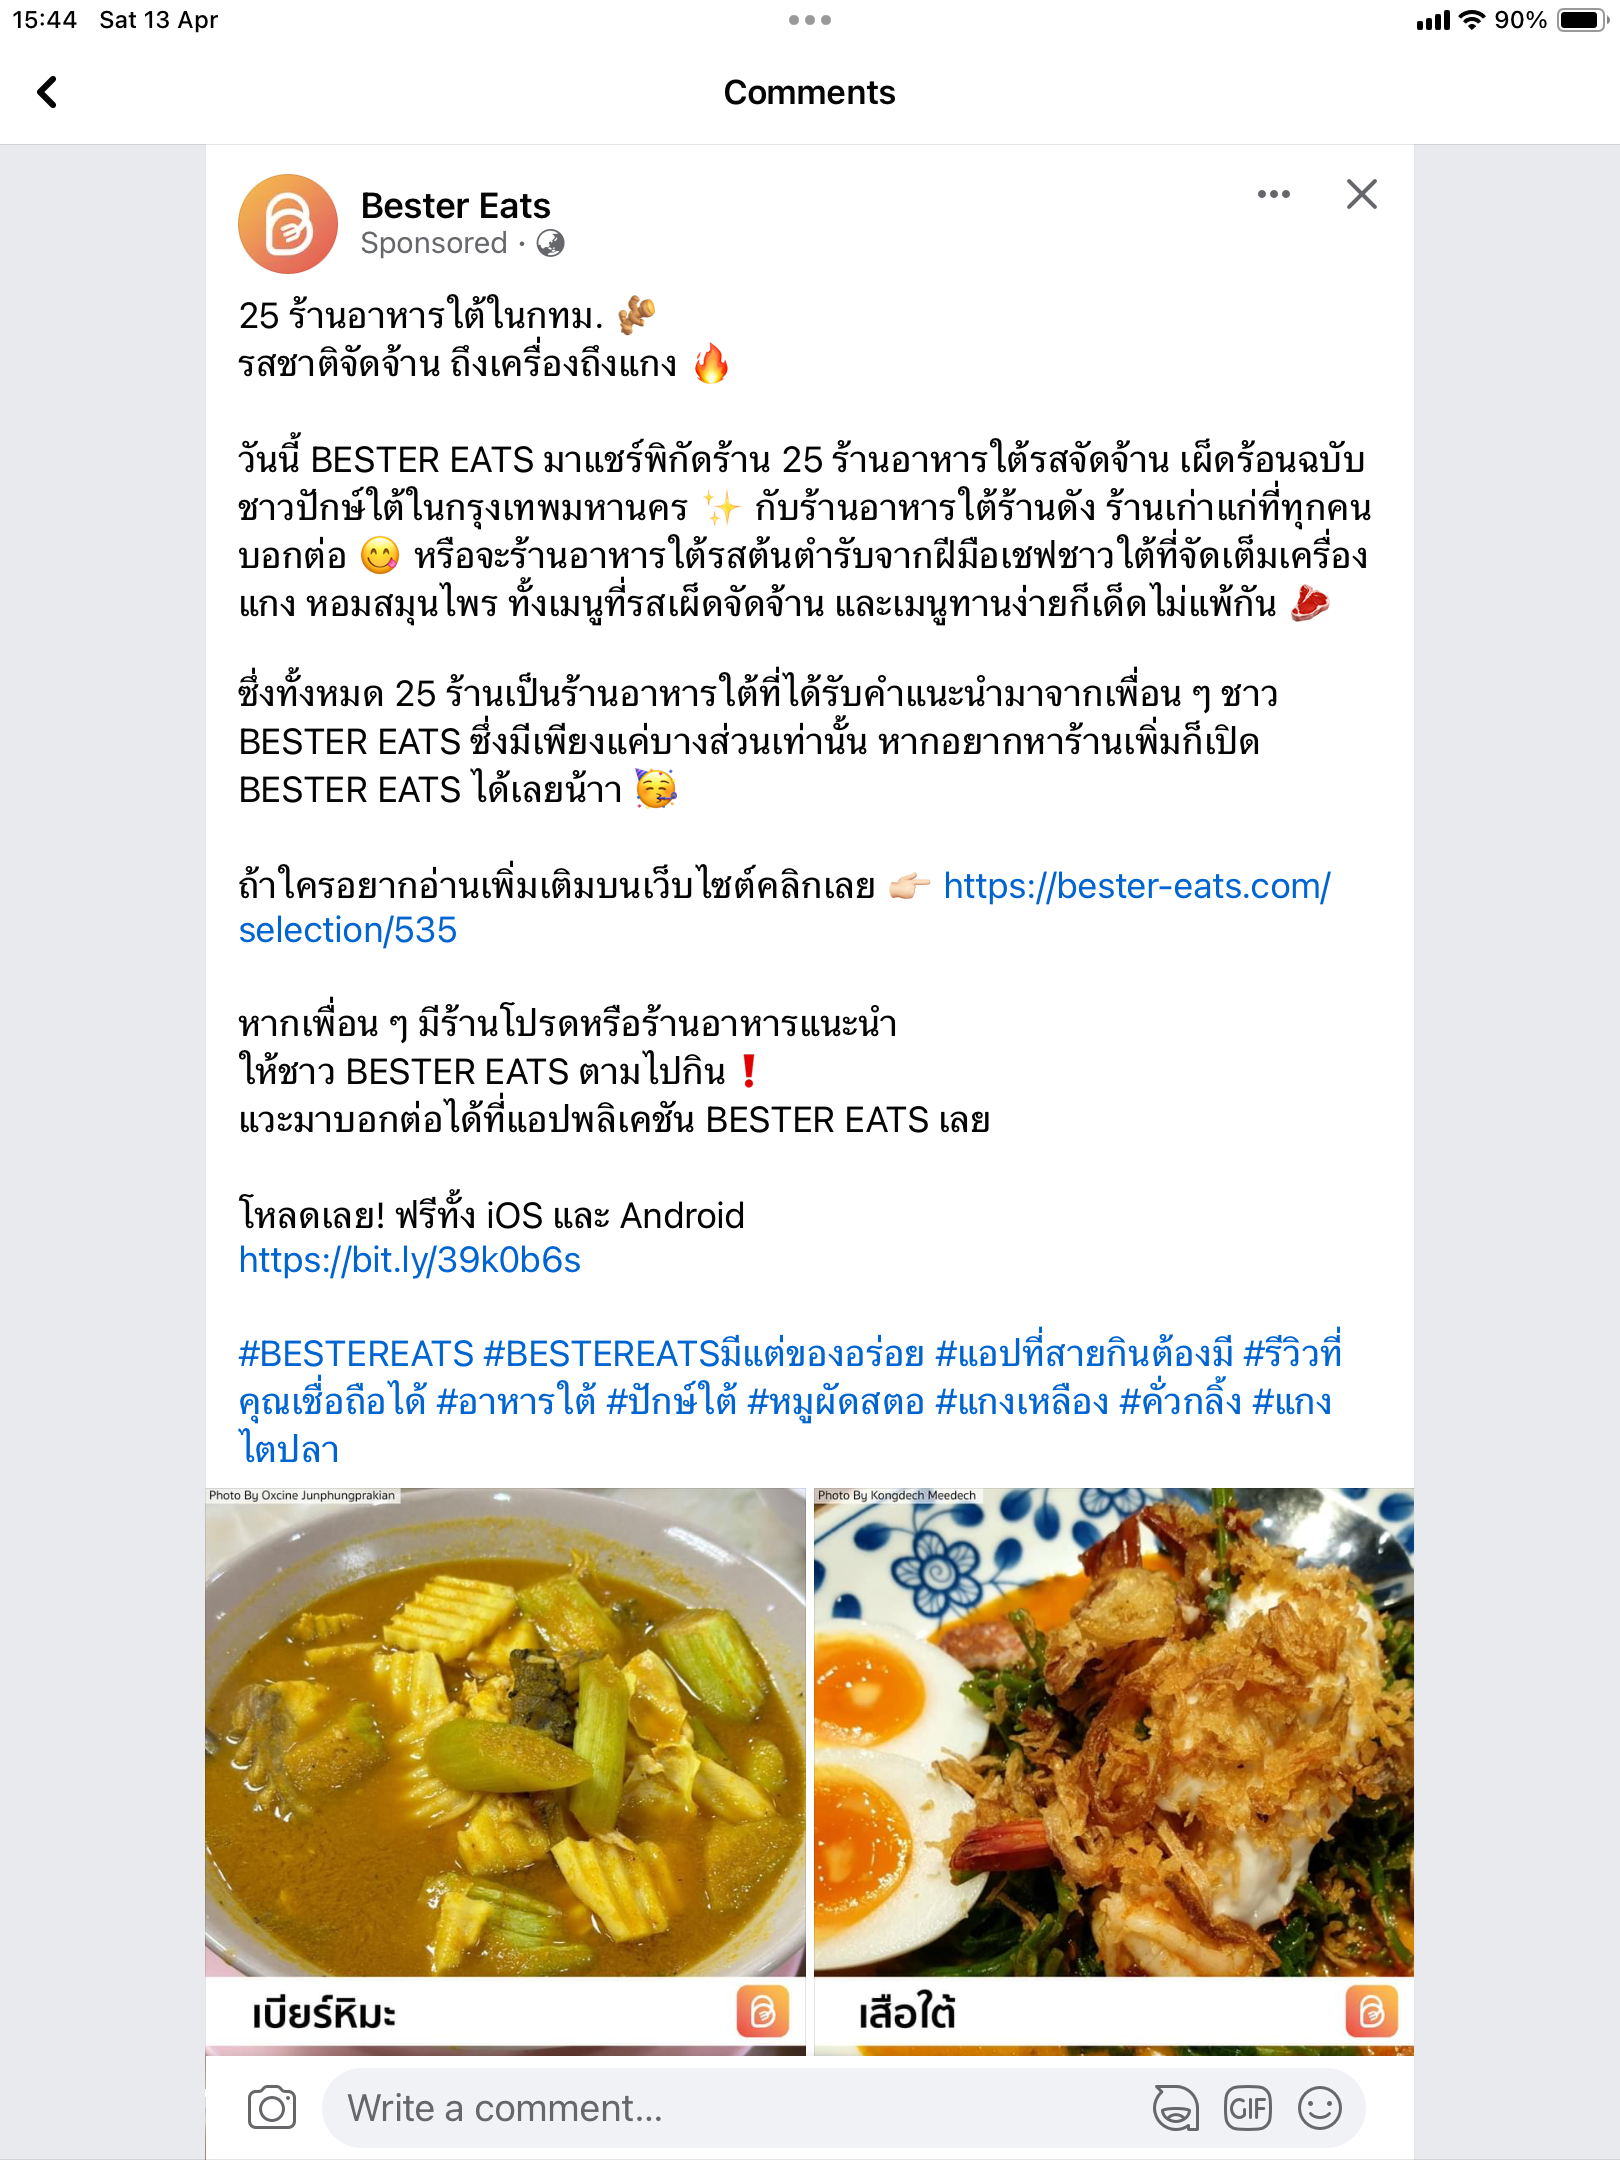 15:44 Sat 13 Apr
90%
Comments
Bester Eats
Sponsored ·
25 ร้านอาหารใต้ในกทม. 🫚
รสชาติจัดจ้าน ถึงเครื่องถึงแกง 🔥
วันนี้ BESTER EATS มาแชร์พิกัดร้าน 25 ร้านอาหารใต้รสจัดจ้าน เผ็ดร้อนฉบับ
ชาวปักษ์ใต้ในกรุงเทพมหานคร ✨ กับร้านอาหารใต้ร้านดัง ร้านเก่าแก่ที่ทุกคน
บอกต่อ 😋 หรือจะร้านอาหารใต้รสต้นตำรับจากฝีมือเชฟชาวใต้ที่จัดเต็มเครื่อง
แกง หอมสมุนไพร ทั้งเมนูที่รสเผ็ดจัดจ้าน และเมนูทานง่ายก็เด็ดไม่แพ้กัน 🥩
ซึ่งทั้งหมด 25 ร้านเป็นร้านอาหารใต้ที่ได้รับคำแนะนำมาจากเพื่อน ๆ ชาว
BESTER EATS ซึ่งมีเพียงแค่บางส่วนเท่านั้น หากอยากหาร้านเพิ่มก็เปิด
BESTER EATS ได้เลยน้าา 🥳
ถ้าใครอยากอ่านเพิ่มเติมบนเว็บไซต์คลิกเลย 👉🏻 https://bester-eats.com/
selection/535
หากเพื่อน ๆ มีร้านโปรดหรือร้านอาหารแนะนำ
ให้ชาว BESTER EATS ตามไปกิน❗
แวะมาบอกต่อได้ที่แอปพลิเคชัน BESTER EATS เลย
โหลดเลย! ฟรีทั้ง iOS และ Android
https://bit.ly/39k0b6s
#BESTEREATS #BESTEREATSมีแต่ของอร่อย #แอปที่สายกินต้องมี #รีวิวที่
คุณเชื่อถือได้ #อาหารใต้ #ปักษ์ใต้ #หมูผัดสตอ #แกงเหลือง #คั่วกลิ้ง #แกง
ไตปลา
Photo By Oxcine Junphungprakian
Photo By Kongdech Meedech
เบียร์หิมะ
เสือใต้
Write a comment...
GIF